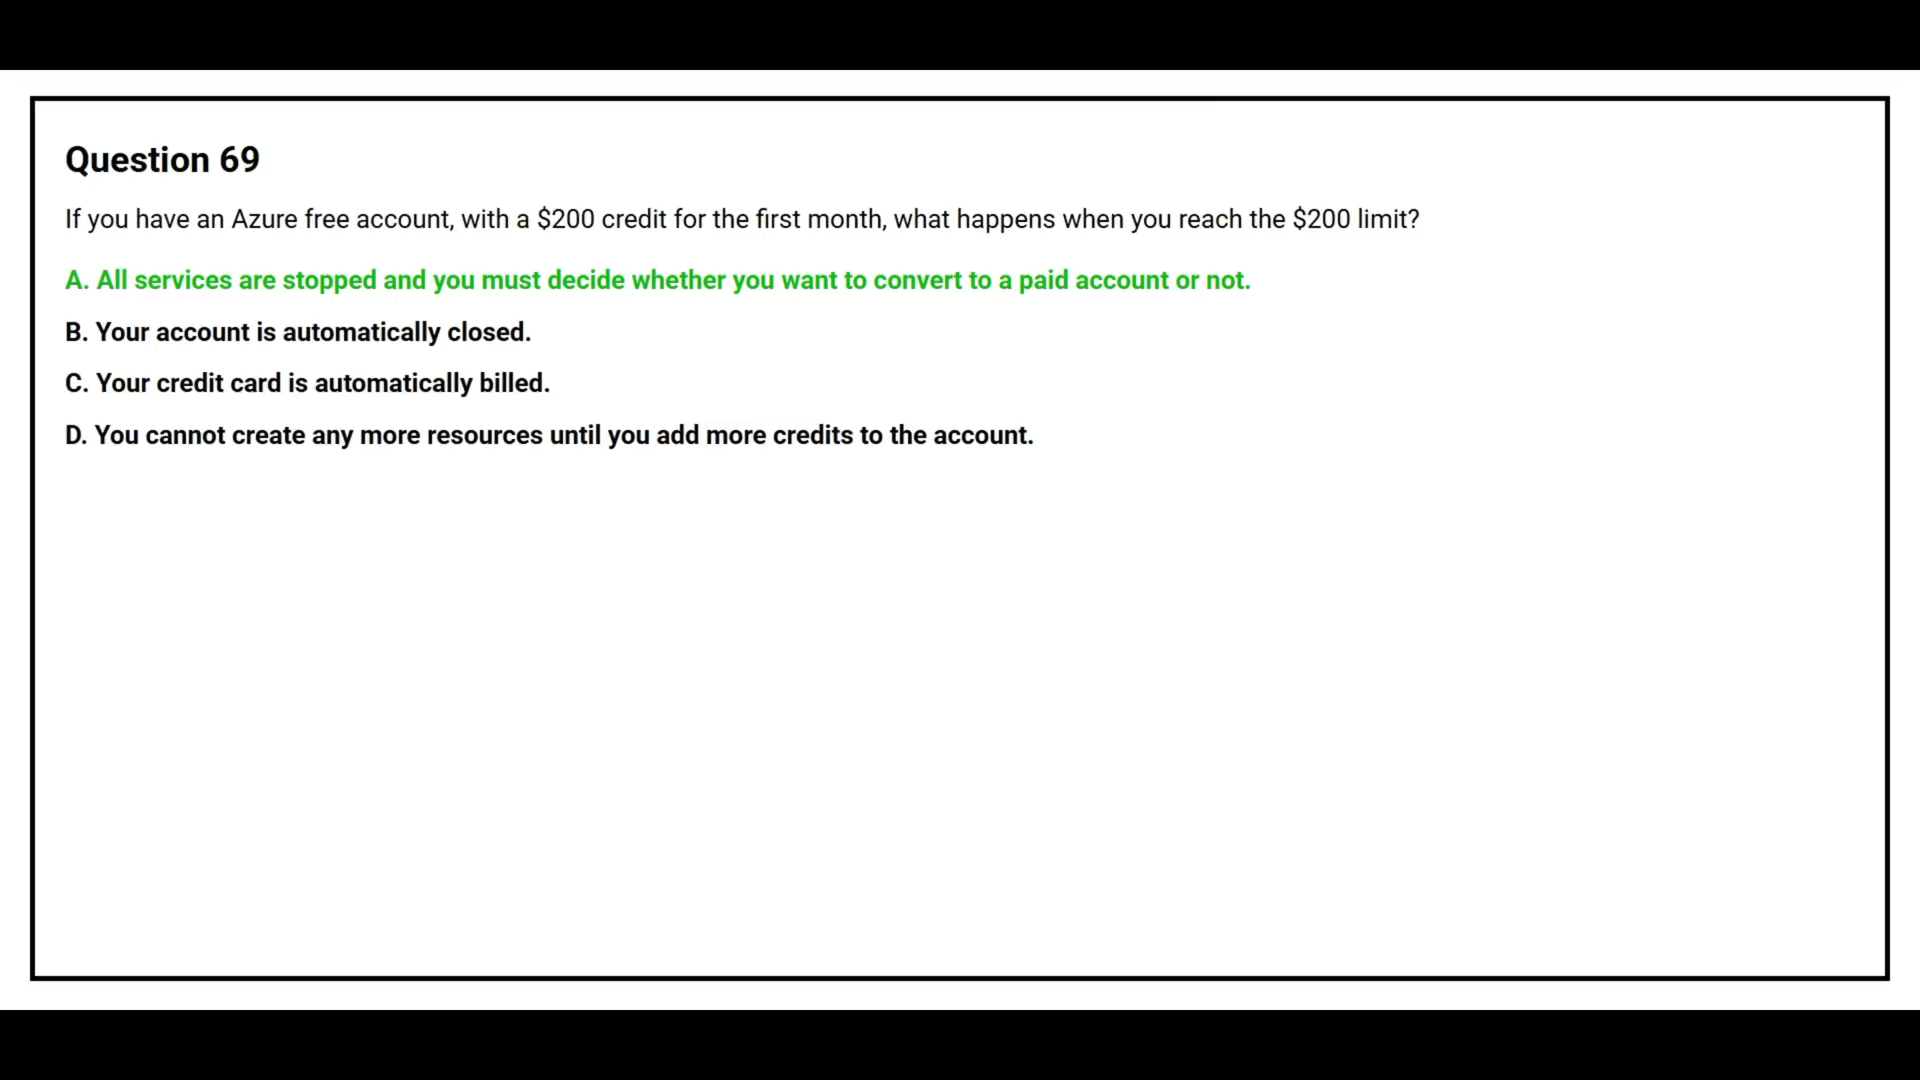 Question 69
If you have an Azure free account, with a $200 credit for the first month, what happens when you reach the $200 limit?
A. All services are stopped and you must decide whether you want to convert to a paid account or not.
B. Your account is automatically closed.
C. Your credit card is automatically billed.
D. You cannot create any more resources until you add more credits to the account.